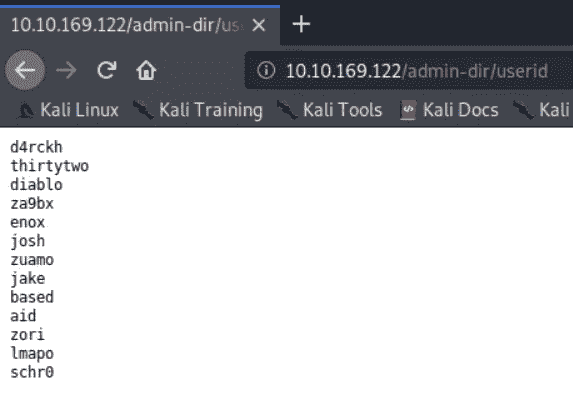 10.10.169.122/admin-dir/us
10.10.169.122/admin-dir/userid
Kali Linux Kali Training Kali Tools Kali Docs Kali
d4rckh
thirtytwo
diablo
za9bx
enox
josh
zuamo
jake
based
aid
zori
lmapo
schr0